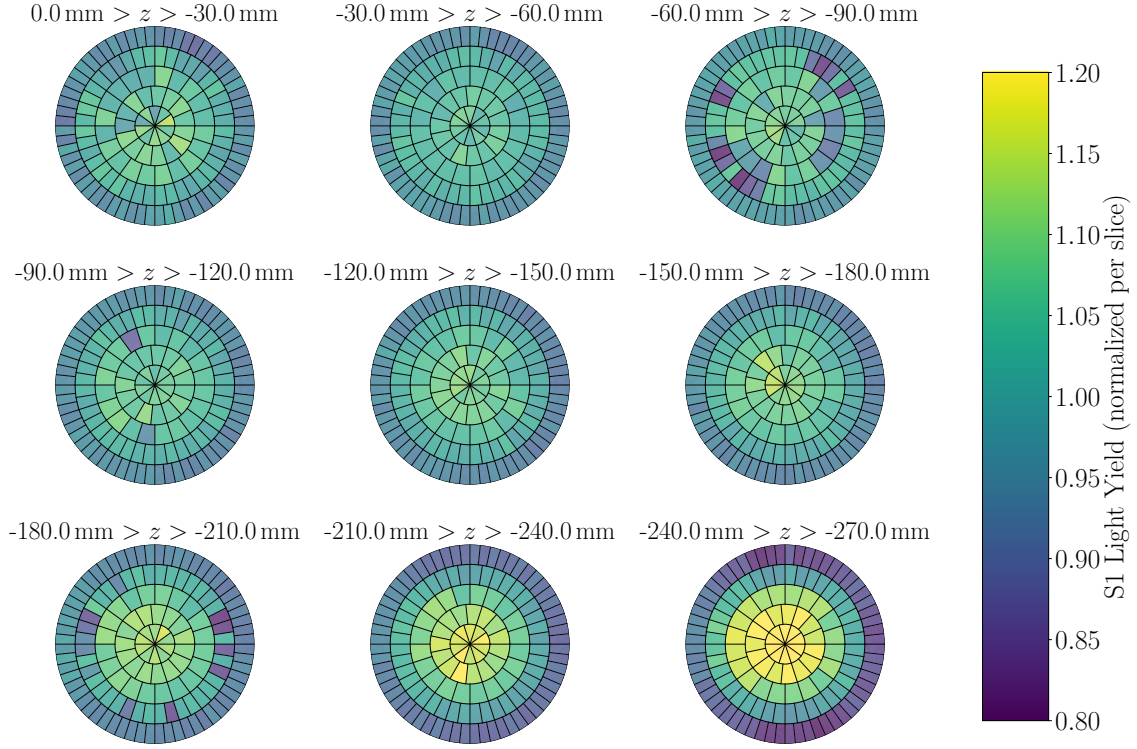 0.0 mm > z > -30.0 mm
-30.0 mm > z > -60.0 mm
-60.0 mm > z > -90.0 mm
-90.0 mm > z > -120.0 mm
-120.0 mm > z > -150.0 mm
-150.0 mm > z > -180.0 mm
-180.0 mm > z > -210.0 mm
-210.0 mm > z > -240.0 mm
-240.0 mm > z > -270.0 mm
1.20
1.15
1.10
1.05
1.00
0.95
0.90
0.85
0.80
S1 Light Yield (normalized per slice)